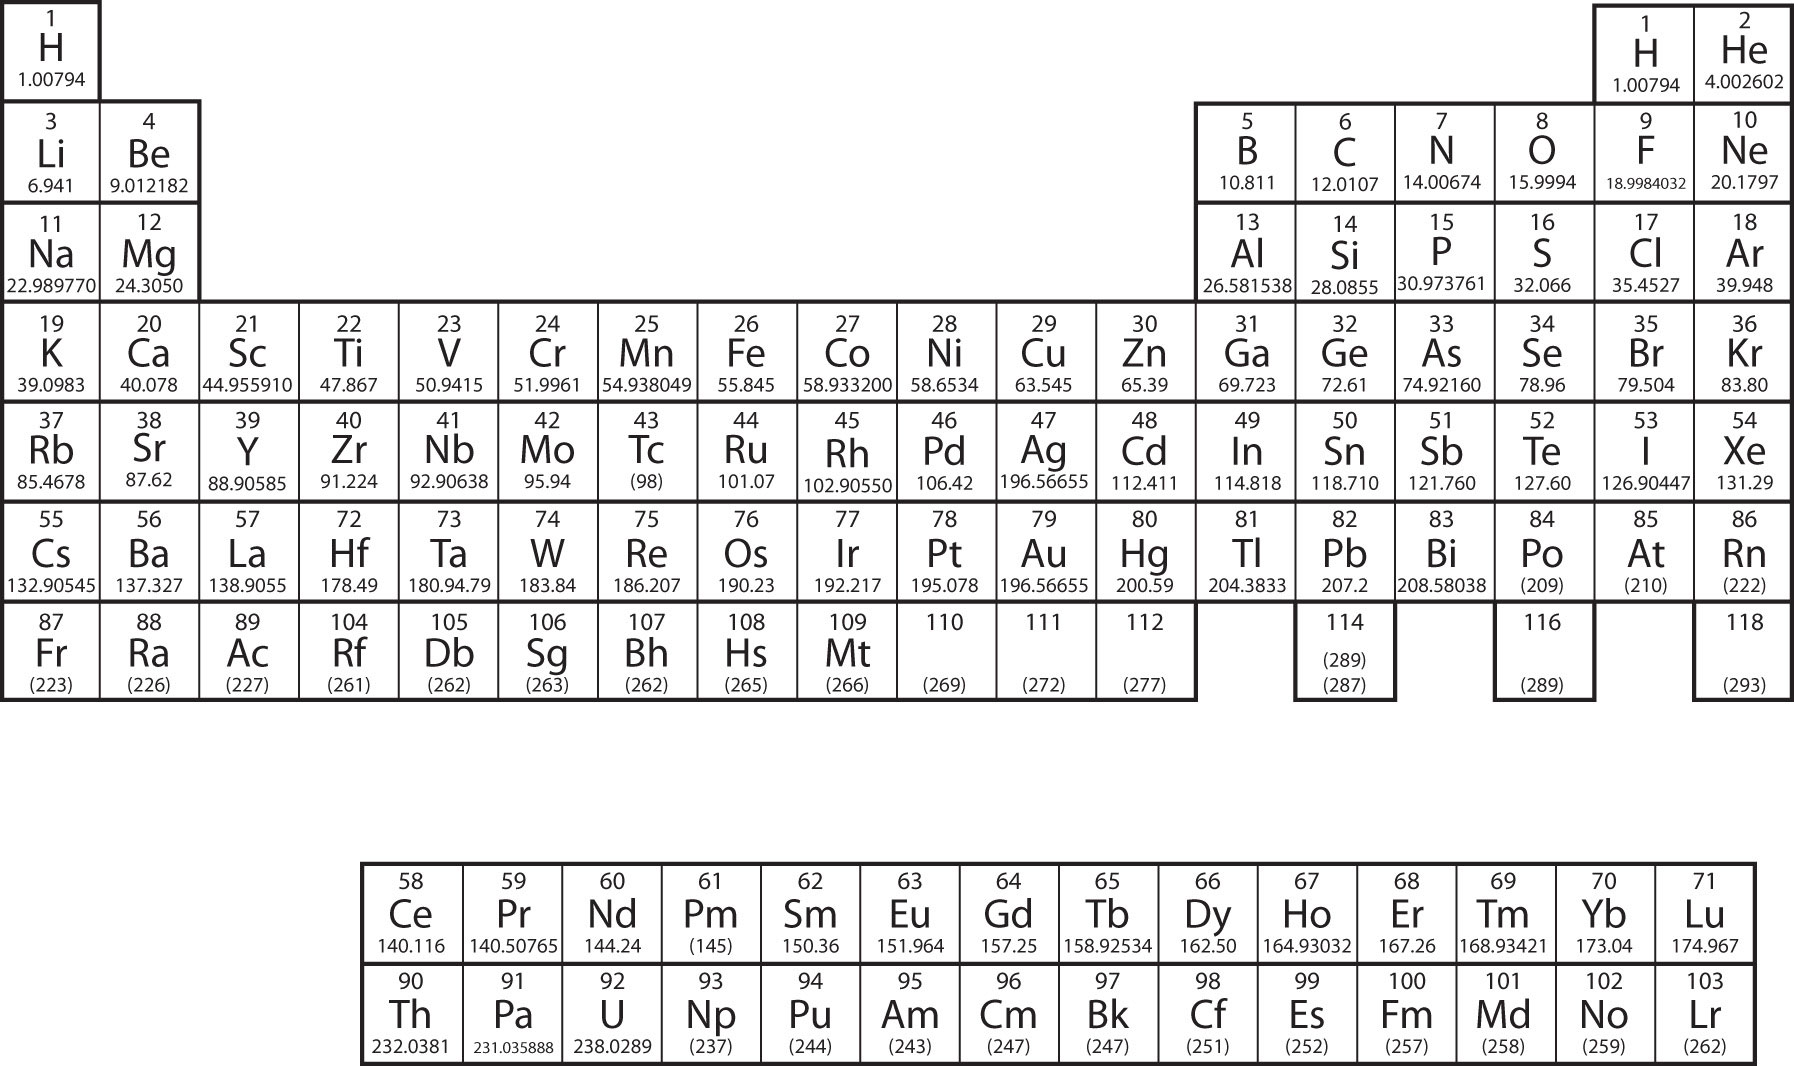 1 1 2
H H He
1.00794 1.00794 4.002602
3 4 5 6 7 8 9 10
Li Be B C N O F Ne
6.941 9.012182 10.811 12.0107 14.00674 15.9994 18.9984032 20.1797
11 12 13 14 15 16 17 18
Na Mg Al Si P S Cl Ar
22.989770 24.3050 26.581538 28.0855 30.973761 32.066 35.4527 39.948
19 20 21 22 23 24 25 26 27 28 29 30 31 32 33 34 35 36
K Ca Sc Ti V Cr Mn Fe Co Ni Cu Zn Ga Ge As Se Br Kr
39.0983 40.078 44.955910 47.867 50.9415 51.9961 54.938049 55.845 58.933200 58.6534 63.545 65.39 69.723 72.61 74.92160 78.96 79.504 83.80
37 38 39 40 41 42 43 44 45 46 47 48 49 50 51 52 53 54
Rb Sr Y Zr Nb Mo Tc Ru Rh Pd Ag Cd In Sn Sb Te I Xe
85.4678 87.62 88.90585 91.224 92.90638 95.94 (98) 101.07 102.90550 106.42 196.56655 112.411 114.818 118.710 121.760 127.60 126.90447 131.29
55 56 57 72 73 74 75 76 77 78 79 80 81 82 83 84 85 86
Cs Ba La Hf Ta W Re Os Ir Pt Au Hg Tl Pb Bi Po At Rn
132.90545 137.327 138.9055 178.49 180.94.79 183.84 186.207 190.23 192.217 195.078 196.56655 200.59 204.3833 207.2 208.58038 (209) (210) (222)
87 88 89 104 105 106 107 108 109 110 111 112 114 116 118
Fr Ra Ac Rf Db Sg Bh Hs Mt
(289)
(223) (226) (227) (261) (262) (263) (262) (265) (266) (269) (272) (277) (287) (289) (293)
58 59 60 61 62 63 64 65 66 67 68 69 70 71
Ce Pr Nd Pm Sm Eu Gd Tb Dy Ho Er Tm Yb Lu
140.116 140.50765 144.24 (145) 150.36 151.964 157.25 158.92534 162.50 164.93032 167.26 168.93421 173.04 174.967
90 91 92 93 94 95 96 97 98 99 100 101 102 103
Th Pa U Np Pu Am Cm Bk Cf Es Fm Md No Lr
232.0381 231.035888 238.0289 (237) (244) (243) (247) (247) (251) (252) (257) (258) (259) (262)